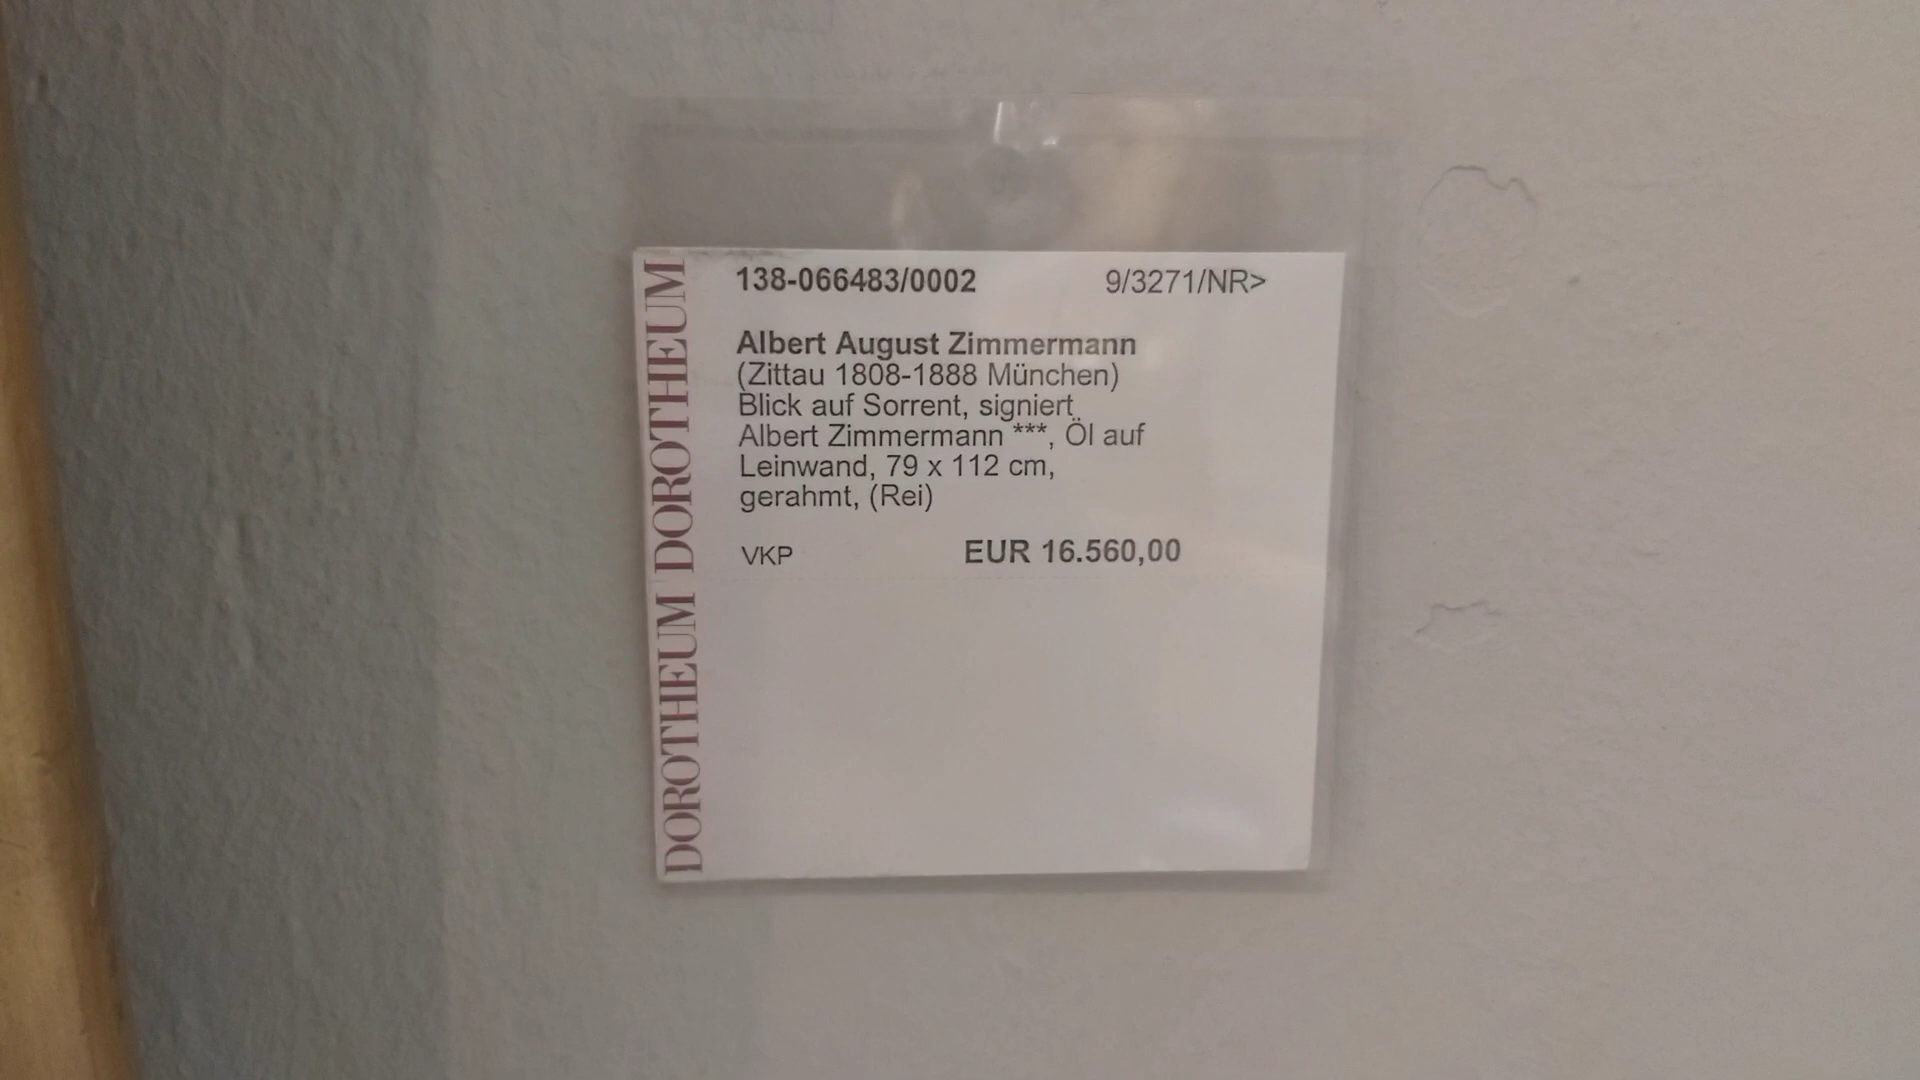 DOROTHEUM DOROTHEUM
138-066483/0002 9/3271/NR>
Albert August Zimmermann
(Zittau 1808-1888 München)
Blick auf Sorrent, signiert
Albert Zimmermann ***, Öl auf
Leinwand, 79 x 112 cm,
gerahmt, (Rei)
VKP EUR 16.560,00